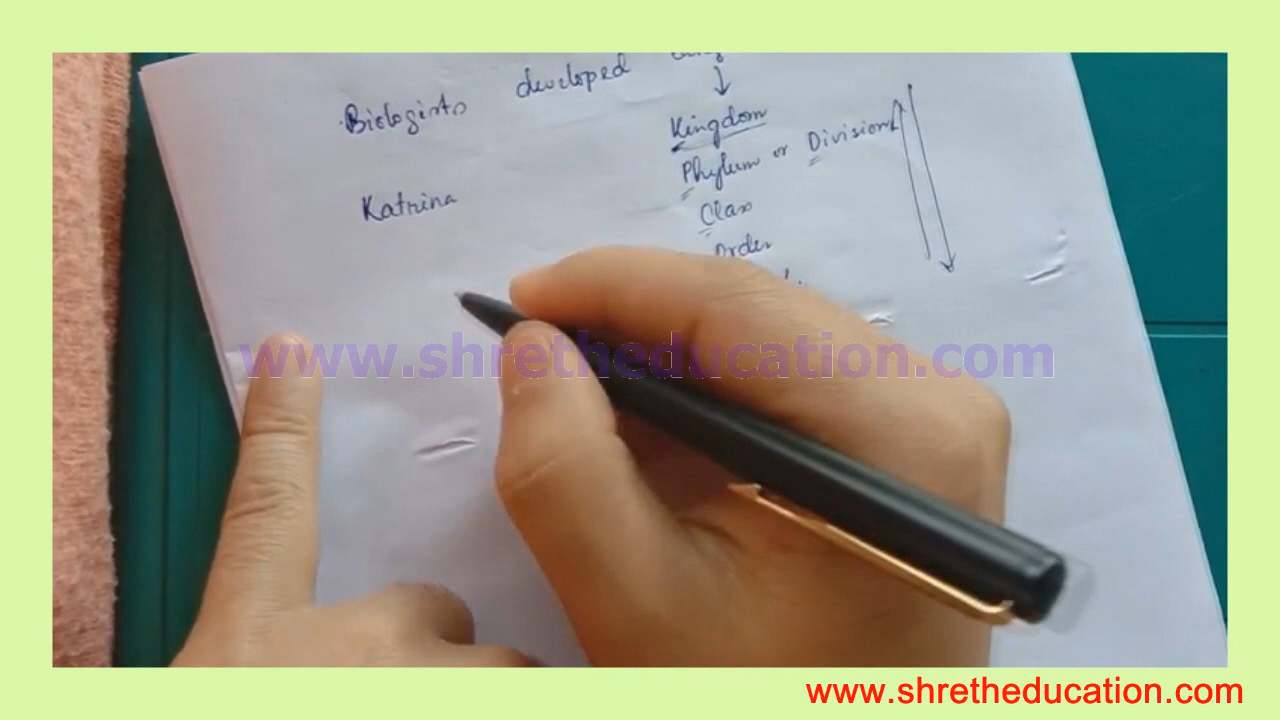 Biologists developed
Kingdom
Phylum or Division
Katrina
Class
Order
www.shretheducation.com
www.shretheducation.com